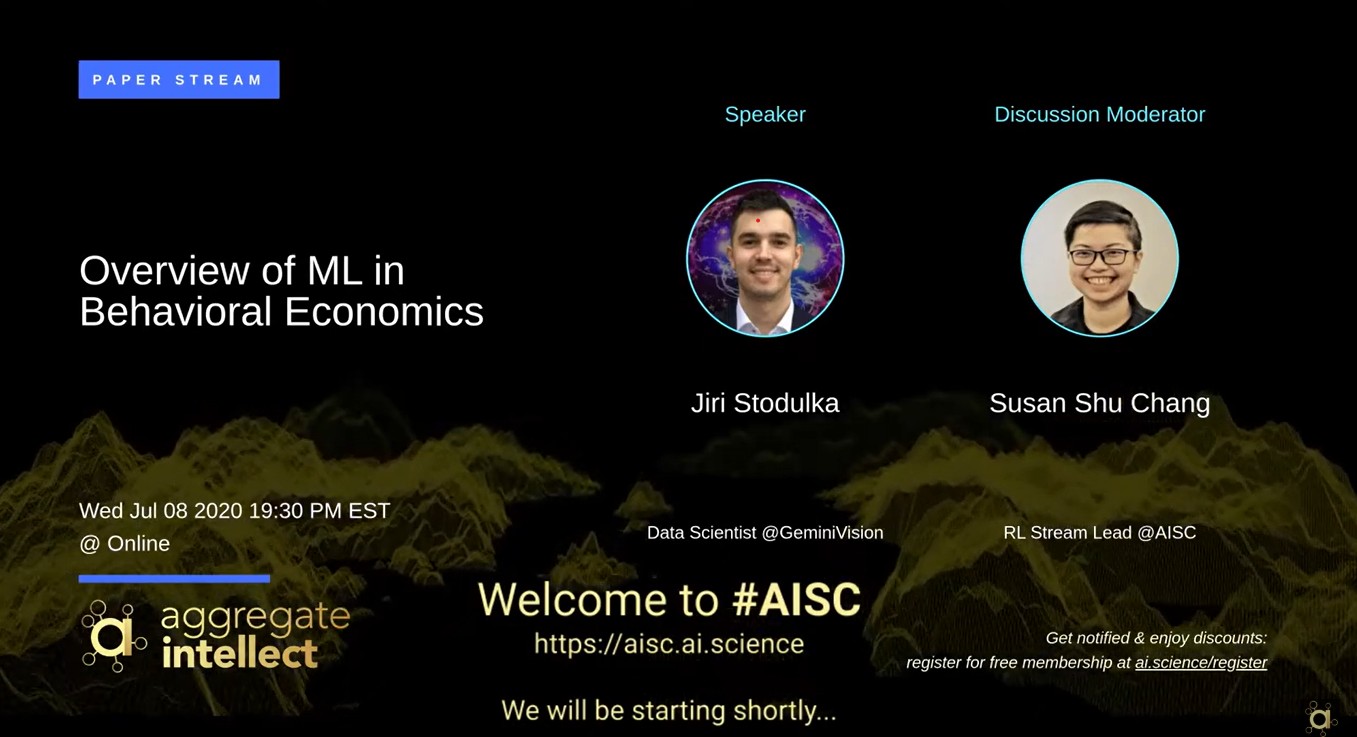 PAPER STREAM
Speaker
Discussion Moderator
Overview of ML in
Behavioral Economics
Jiri Stodulka
Susan Shu Chang
Wed Jul 08 2020 19:30 PM EST
@ Online
Data Scientist @GeminiVision
RL Stream Lead @AISC
aggregate
intellect
Welcome to #AISC
https://aisc.ai.science
Get notified & enjoy discounts:
register for free membership at ai.science/register
We will be starting shortly...